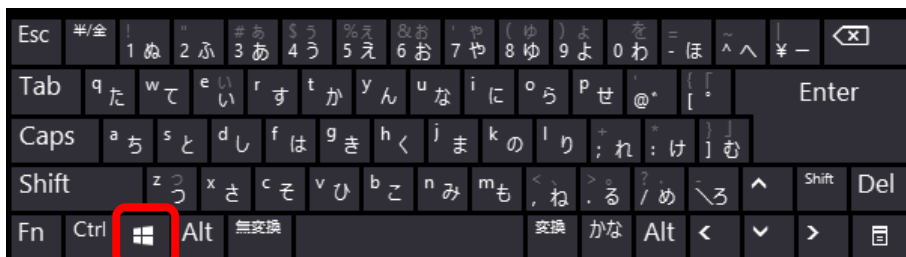 Esc 半/全 ! 1 ぬ " 2 ふ # ぁ 3 あ $ ぅ 4 う % ぇ 5 え & ぉ 6 お ' ゃ 7 や ( ゅ 8 ゆ ) ょ 9 よ を 0 わ = - ほ ~ ^ へ | ¥ ー
Tab q た w て e ぃ い r す t か y ん u な i に o ら p せ ` @ ゛ { 「 [ ゜ Enter
Caps a ち s と d し f は g き h く j ま k の l り + ; れ * : け } 」 ] む
Shift z っ つ x さ c そ v ひ b こ n み m も < 、 , ね > 。 . る ? ・ / め _ \ ろ ^ Shift Del
Fn Ctrl Alt 無変換 変換 かな Alt < v >